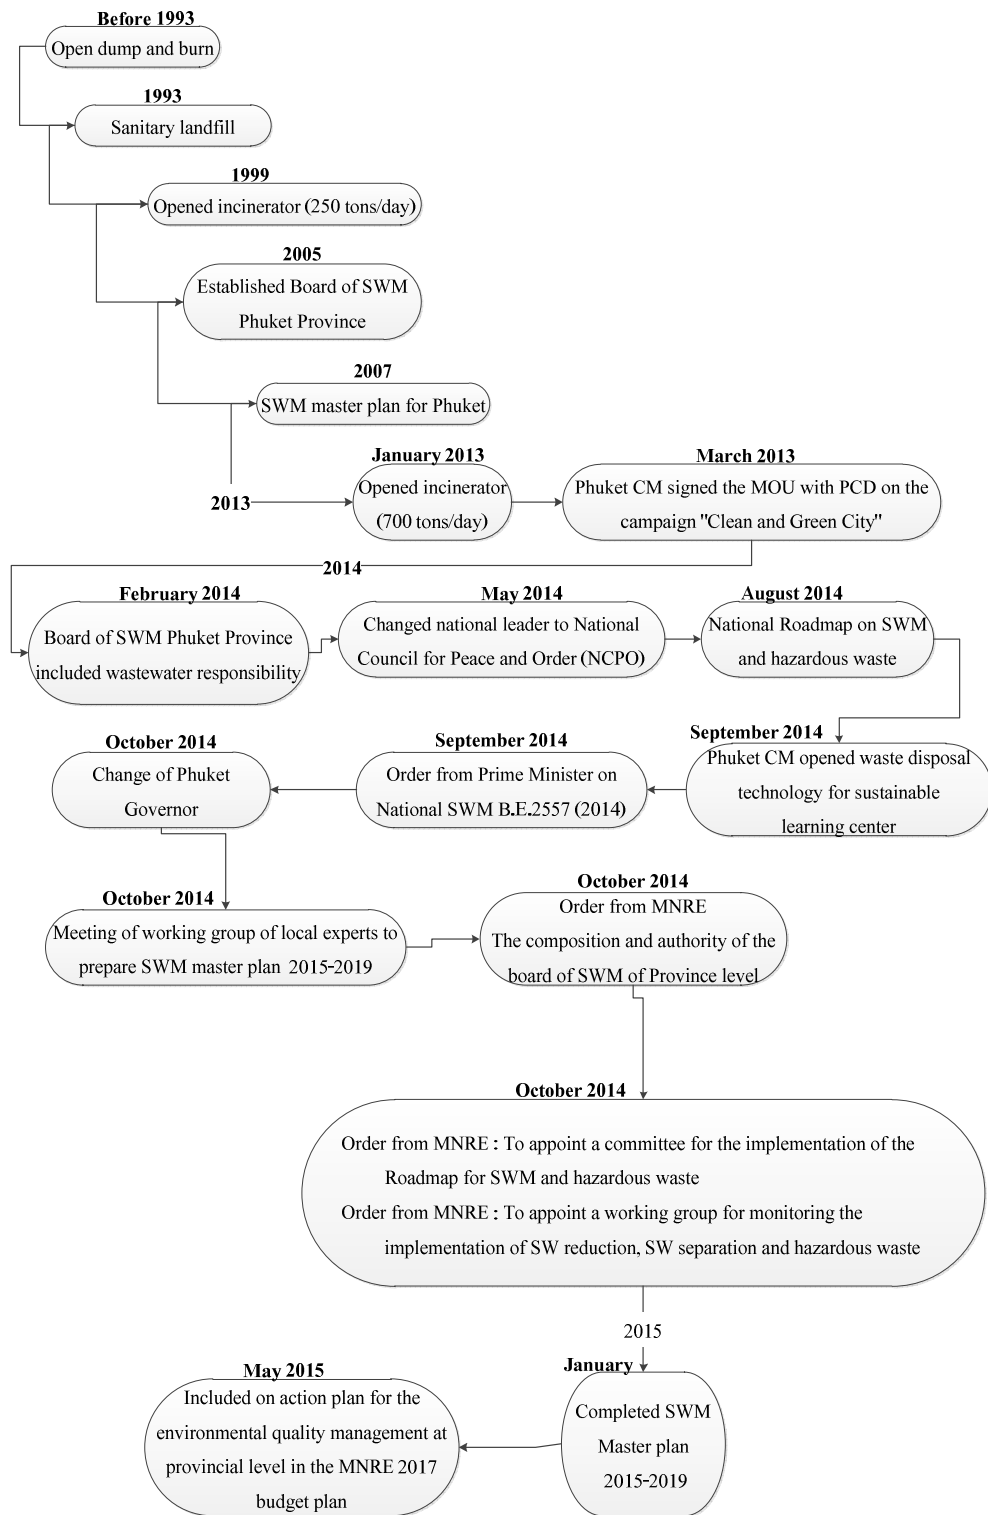 Before 1993
Open dump and burn
1993
Sanitary landfill
1999
Opened incinerator (250 tons/day)
2005
Established Board of SWM
Phuket Province
2007
SWM master plan for Phuket
2013
January 2013
Opened incinerator
(700 tons/day)
March 2013
Phuket CM signed the MOU with PCD on the
campaign "Clean and Green City"
2014
February 2014
Board of SWM Phuket Province
included wastewater responsibility
May 2014
Changed national leader to National
Council for Peace and Order (NCPO)
August 2014
National Roadmap on SWM
and hazardous waste
September 2014
Phuket CM opened waste disposal
technology for sustainable
learning center
September 2014
Order from Prime Minister on
National SWM B.E.2557 (2014)
October 2014
Change of Phuket
Governor
October 2014
Meeting of working group of local experts to
prepare SWM master plan 2015-2019
October 2014
Order from MNRE
The composition and authority of the
board of SWM of Province level
October 2014
Order from MNRE : To appoint a committee for the implementation of the
Roadmap for SWM and hazardous waste
Order from MNRE : To appoint a working group for monitoring the
implementation of SW reduction, SW separation and hazardous waste
2015
January
Completed SWM
Master plan
2015-2019
May 2015
Included on action plan for the
environmental quality management at
provincial level in the MNRE 2017
budget plan